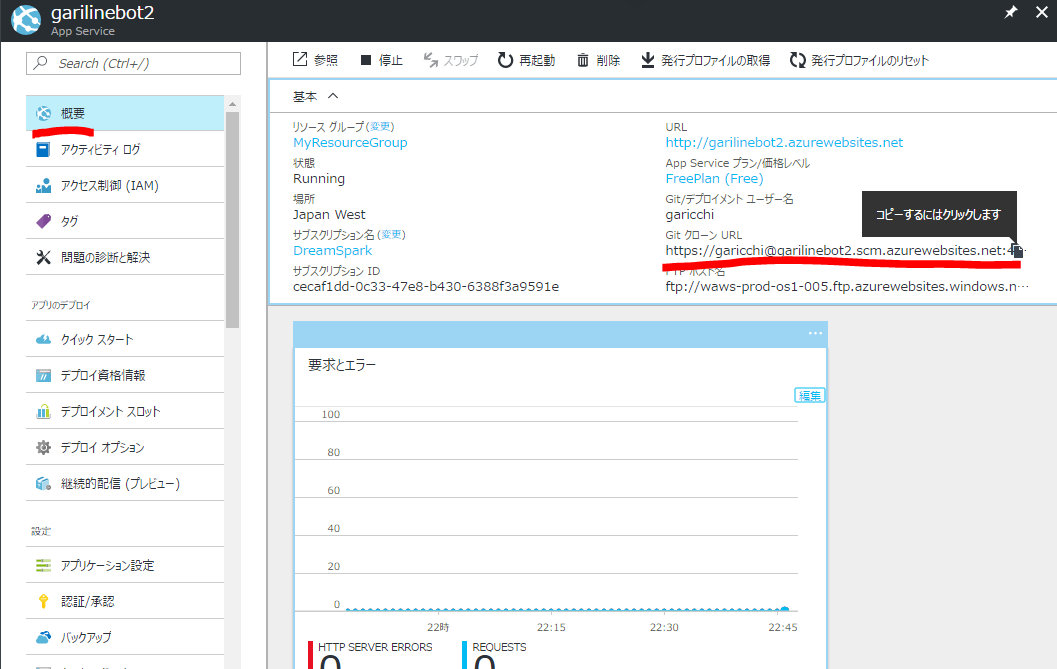 garilinebot2
App Service
Search (Ctrl+/)
概要
アクティビティ ログ
アクセス制御 (IAM)
タグ
問題の診断と解決
アプリのデプロイ
クイック スタート
デプロイ資格情報
デプロイメント スロット
デプロイ オプション
継続的配信 (プレビュー)
設定
アプリケーション設定
認証/承認
バックアップ
参照 停止 スワップ 再起動 削除 発行プロファイルの取得 発行プロファイルのリセット
基本
リソース グループ (変更)
MyResourceGroup
状態
Running
場所
Japan West
サブスクリプション名 (変更)
DreamSpark
サブスクリプション ID
cecaf1dd-0c33-47e8-b430-6388f3a9591e
URL
http://garilinebot2.azurewebsites.net
App Service プラン/価格レベル
FreePlan (Free)
Git/デプロイメント ユーザー名
garicchi
コピーするにはクリックします
Git クローン URL
https://garicchi@garilinebot2.scm.azurewebsites.net:4
FTP ホスト名
ftp://waws-prod-os1-005.ftp.azurewebsites.windows.n…
要求とエラー
編集
100
80
60
40
20
0
22時 22:15 22:30 22:45
HTTP SERVER ERRORS
0
REQUESTS
0